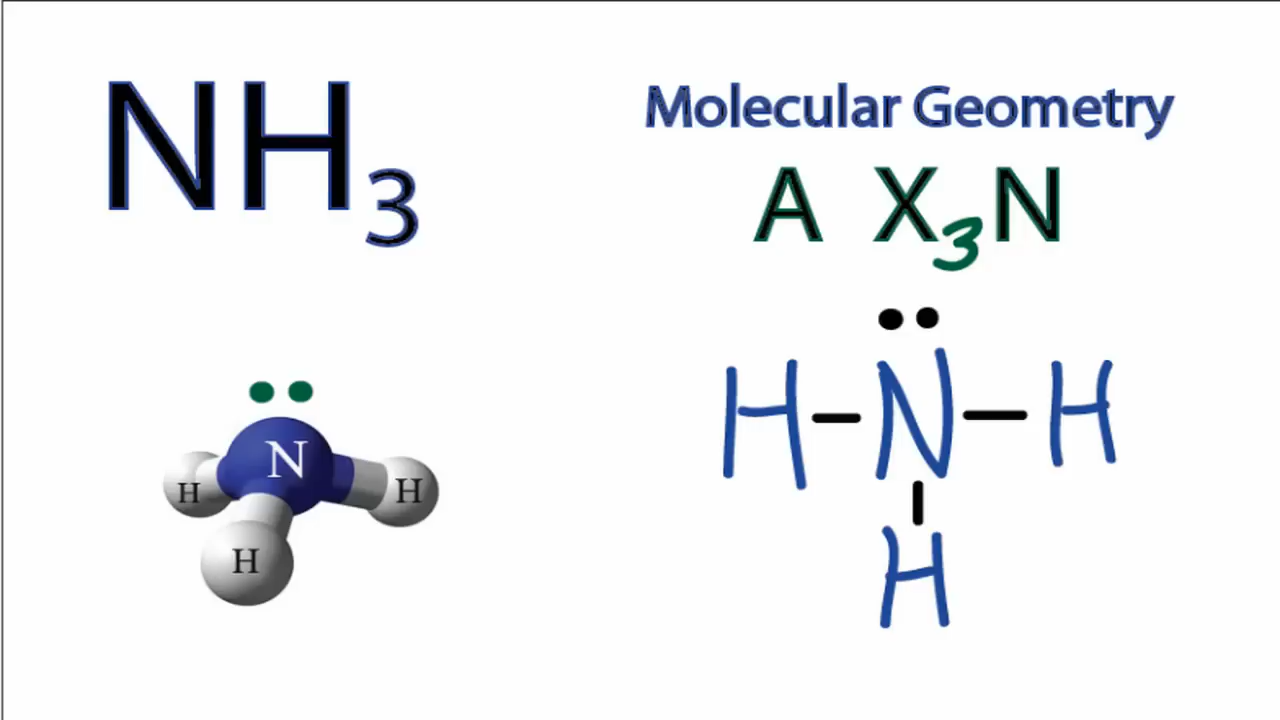 NH3
Molecular Geometry
A X3N
N
H H
H
H–N–H
H